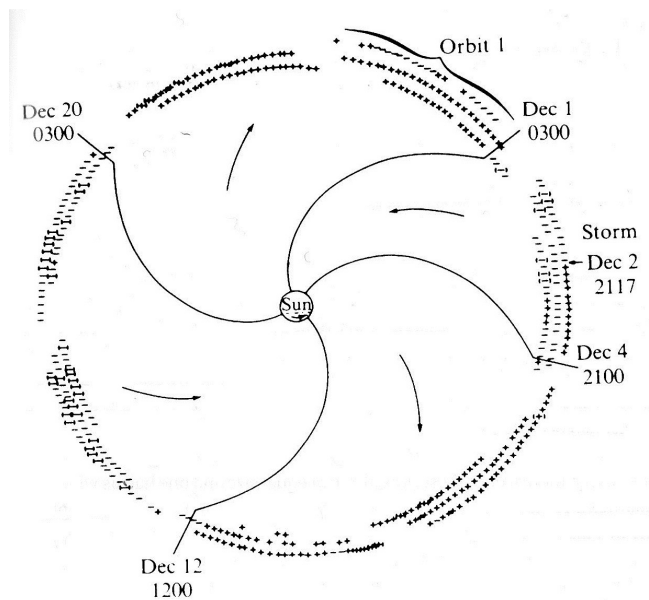 Orbit 1
Dec 20
0300
Dec 1
0300
Storm
Dec 2
2117
Sun
Dec 4
2100
Dec 12
1200